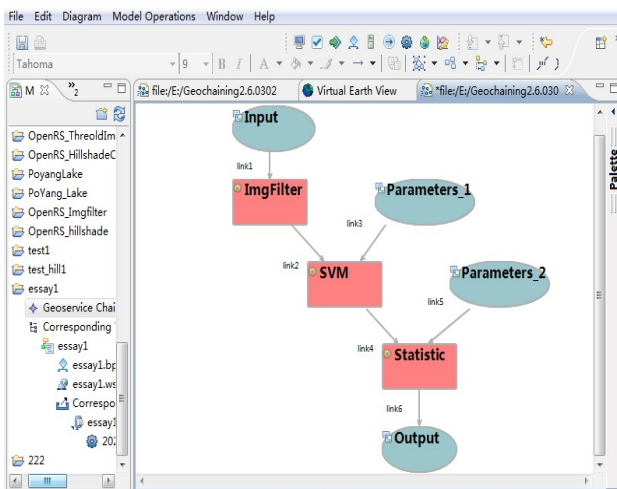 File Edit Diagram Model Operations Window Help
Tahoma 9 B I A
M 2
file:/E:/Geochaining2.6.0302
Virtual Earth View
*file:/E:/Geochaining2.6.030
OpenRS_ThreoldIm
OpenRS_HillshadeC
PoyangLake
PoYang_Lake
OpenRS_Imgfilter
OpenRS_hillshade
test1
test_hill1
essay1
Geoservice Chai
Corresponding
essay1
essay1.bp
essay1.ws
Correspo
essay1
20
222
Input
link1
ImgFilter
Parameters_1
link3
link2
SVM
Parameters_2
link5
link4
Statistic
link6
Output
Palette